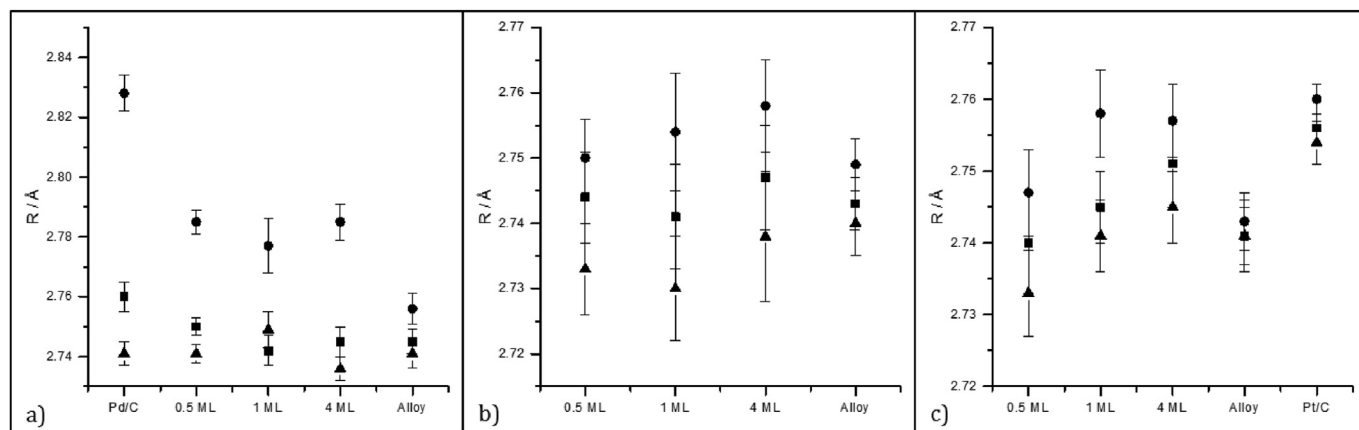 R / Å
2.84
2.82
2.80
2.78
2.76
2.74
Pd/C 0.5 ML 1 ML 4 ML Alloy
a)
2.77
2.76
2.75
2.74
2.73
2.72
0.5 ML 1 ML 4 ML Alloy
R / Å
b)
2.77
2.76
2.75
2.74
2.73
2.72
0.5 ML 1 ML 4 ML Alloy Pt/C
R / Å
c)